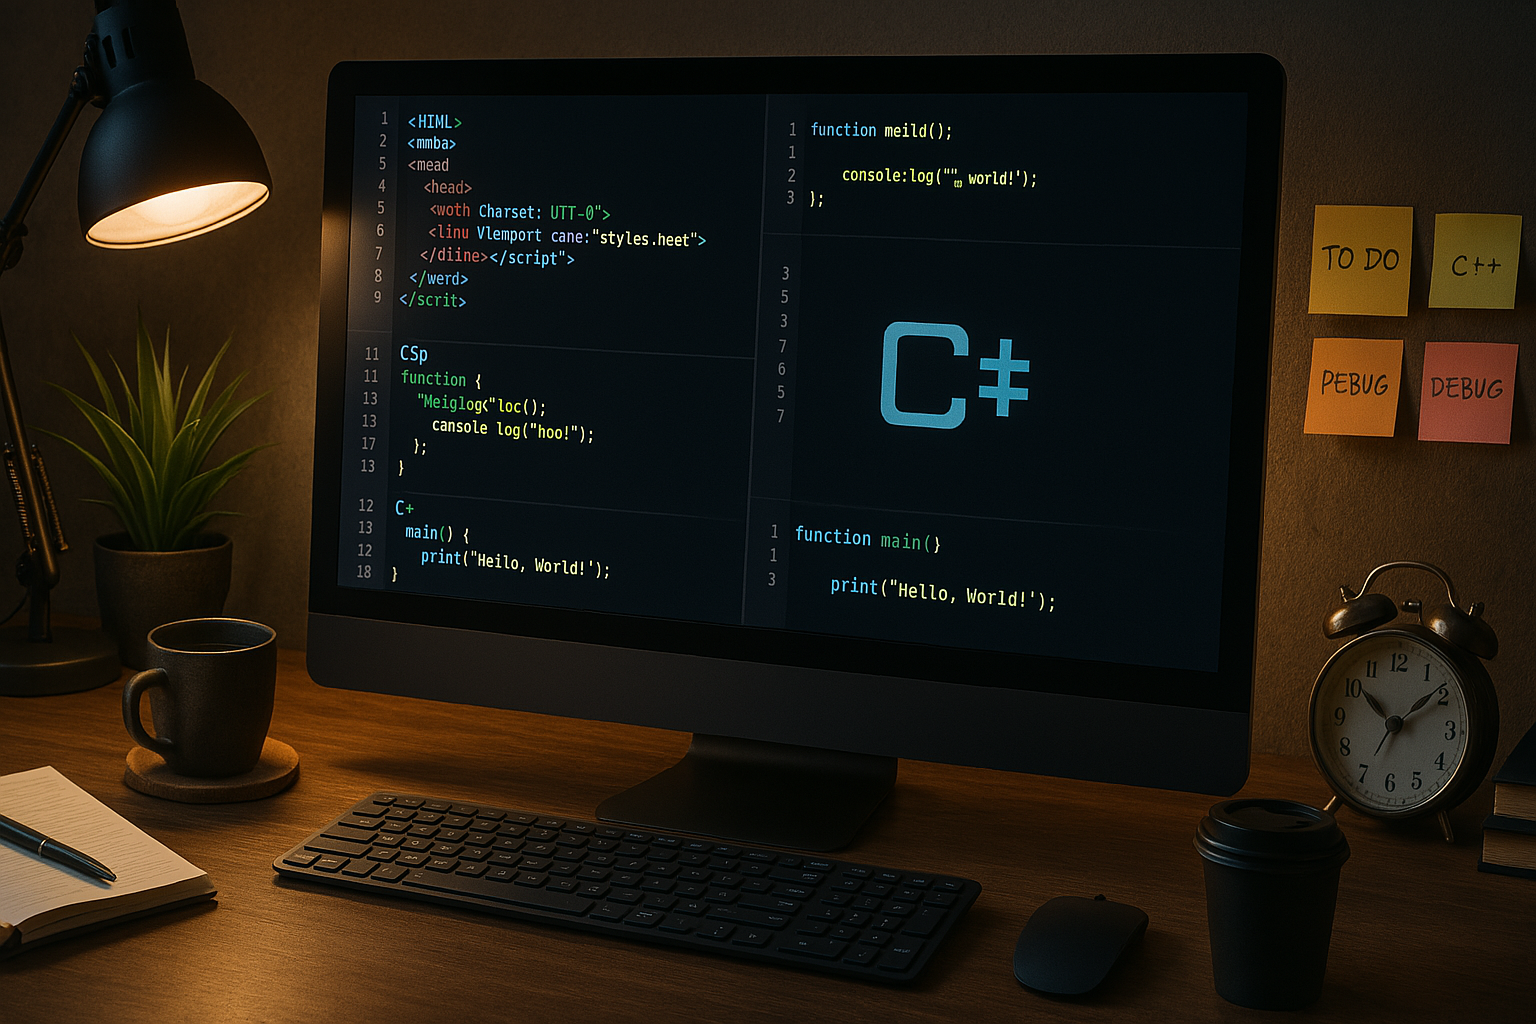 1 <HIML>
2 <mmba>
5 <mead
4 <head>
5 <woth Charset: UTT-0">
6 <linu Vlemport cane:"styles.heet">
7 </diine></script">
8 </werd>
9 </scrit>
11 CSp
11 function {
13 "Meiglog<"loc();
13 cansole log("hoo!");
17 };
13 }
12 C+
13 main() {
12 print("Heilo, World!');
18 }
1 function meild();
1
2 console:log("" world!');
3 };
3
5
3
7
6
5
7
C‡
1 function main(}
1
3 print("Hello, World!');
TO DO
C++
PEBUG
DEBUG
12
1
2
3
4
5
6
7
8
9
10
11